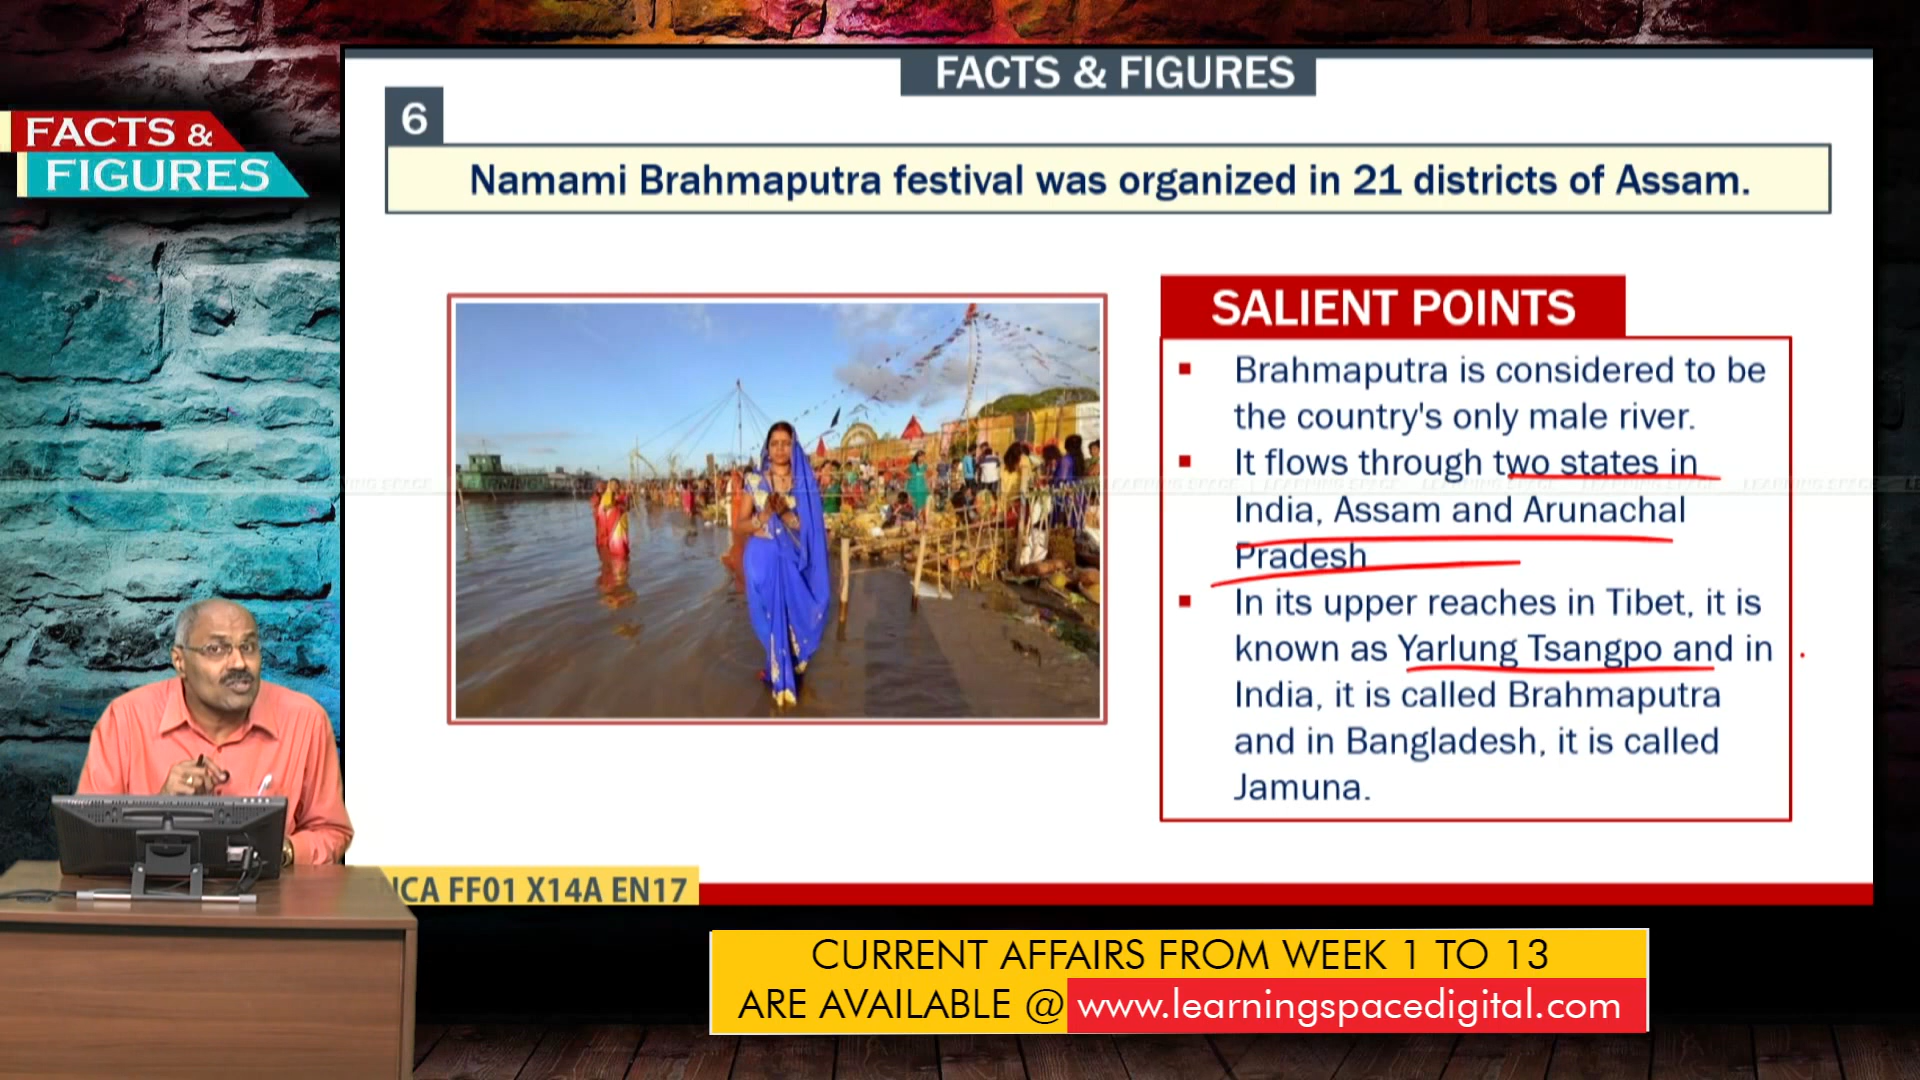 FACTS & FIGURES
FACTS &
FIGURES
6
Namami Brahmaputra festival was organized in 21 districts of Assam.
SALIENT POINTS
▪ Brahmaputra is considered to be
the country's only male river.
▪ It flows through two states in
India, Assam and Arunachal
Pradesh
▪ In its upper reaches in Tibet, it is
known as Yarlung Tsangpo and in
India, it is called Brahmaputra
and in Bangladesh, it is called
Jamuna.
LEARNING SPACE
CA FF01 X14A EN17
CURRENT AFFAIRS FROM WEEK 1 TO 13
ARE AVAILABLE @ www.learningspacedigital.com